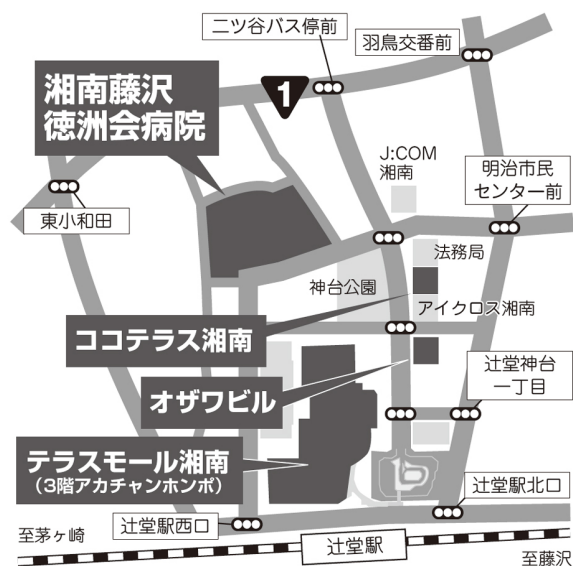 二ツ谷バス停前
羽鳥交番前
1
湘南藤沢
徳洲会病院
J:COM
湘南
明治市民
センター前
東小和田
法務局
神台公園
アイクロス湘南
ココテラス湘南
オザワビル
辻堂神台
一丁目
テラスモール湘南
(3階アカチャンホンポ)
辻堂駅北口
辻堂駅西口
至茅ヶ崎
辻堂駅
至藤沢